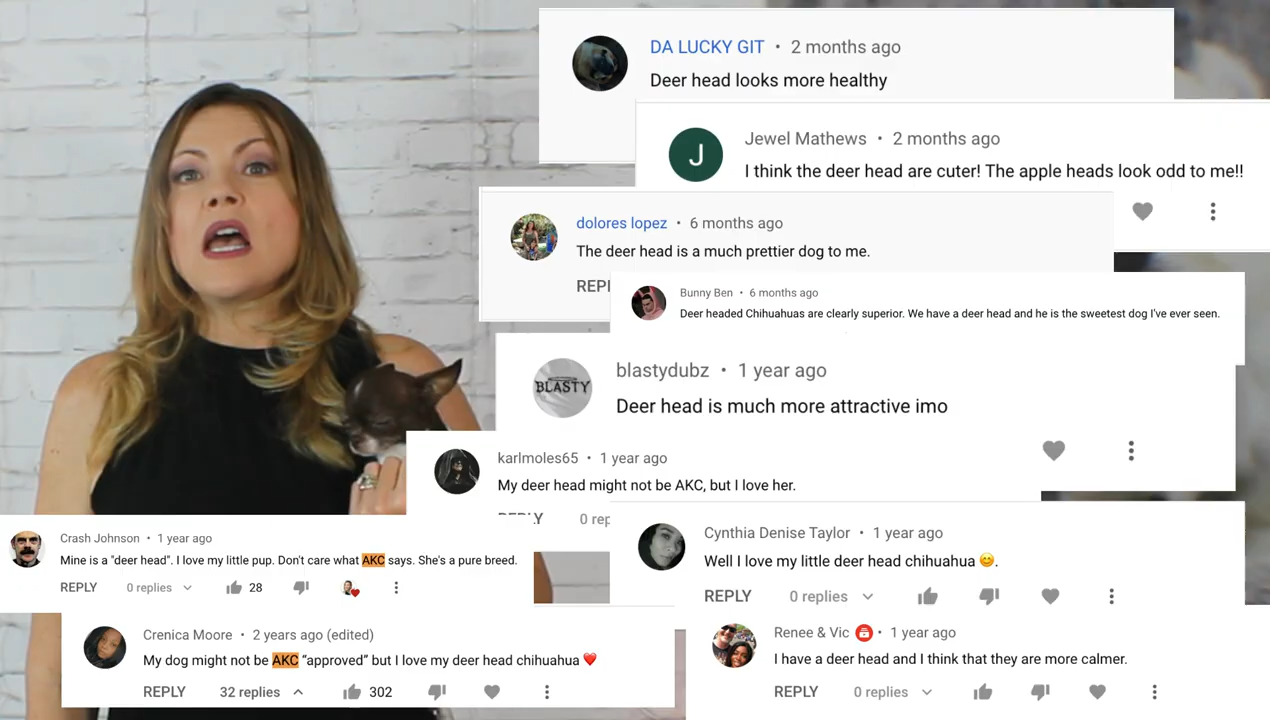 DA LUCKY GIT • 2 months ago
Deer head looks more healthy
Jewel Mathews • 2 months ago
J
I think the deer head are cuter! The apple heads look odd to me!!
dolores lopez • 6 months ago
The deer head is a much prettier dog to me.
REPL
Bunny Ben • 6 months ago
Deer headed Chihuahuas are clearly superior. We have a deer head and he is the sweetest dog I've ever seen.
blastydubz • 1 year ago
BLASTY
Deer head is much more attractive imo
karlmoles65 • 1 year ago
My deer head might not be AKC, but I love her.
REPLY 0 rep
Crash Johnson • 1 year ago
Mine is a "deer head". I love my little pup. Don't care what AKC says. She's a pure breed.
REPLY 0 replies 28
Cynthia Denise Taylor • 1 year ago
Well I love my little deer head chihuahua 😊.
REPLY 0 replies
Crenica Moore • 2 years ago (edited)
My dog might not be AKC “approved” but I love my deer head chihuahua ❤️
REPLY 32 replies 302
Renee & Vic • 1 year ago
I have a deer head and I think that they are more calmer.
REPLY 0 replies